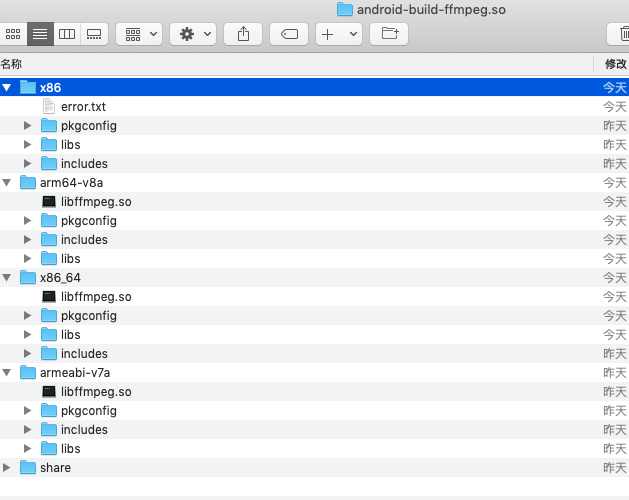 android-build-ffmpeg.so
名称 修改
x86 今天
error.txt 今天
pkgconfig 昨天
libs 昨天
includes 昨天
arm64-v8a 今天
libffmpeg.so 今天
pkgconfig 今天
includes 今天
libs 今天
x86_64 今天
libffmpeg.so 今天
pkgconfig 昨天
libs 昨天
includes 昨天
armeabi-v7a 昨天
libffmpeg.so 昨天
pkgconfig 昨天
includes 昨天
libs 昨天
share 昨天